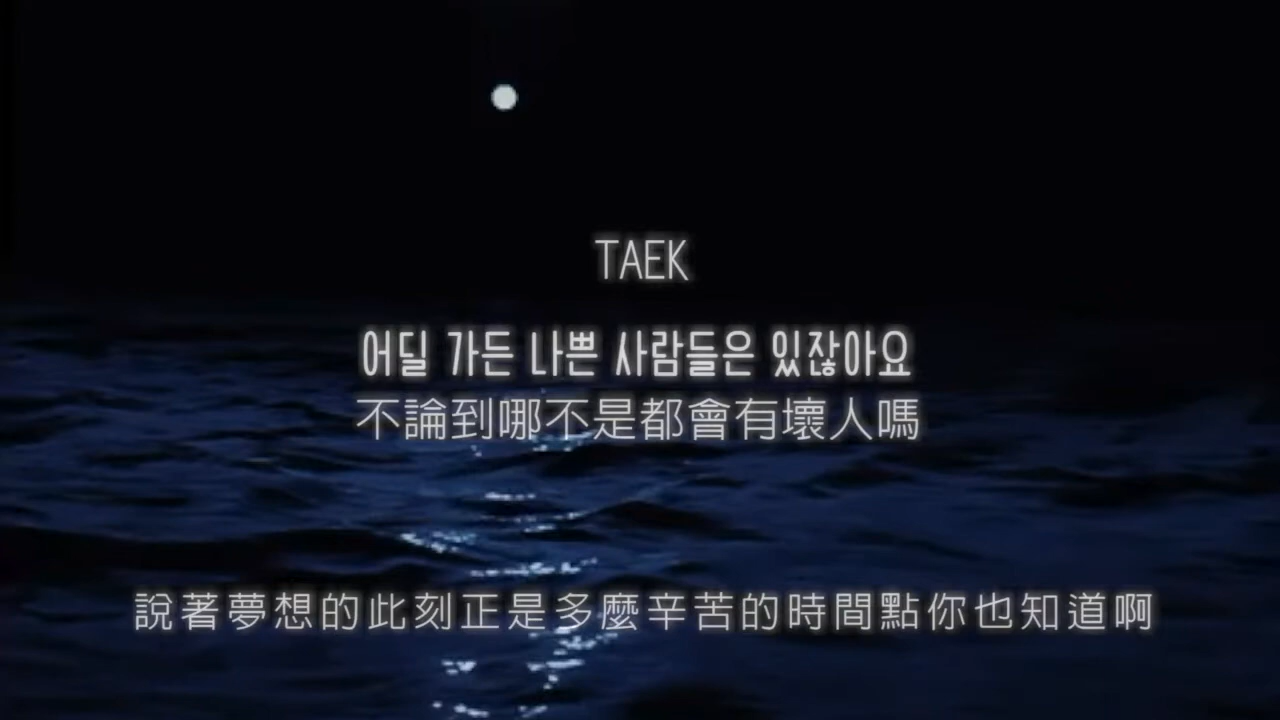 TAEK
어딜 가든 나쁜 사람들은 있잖아요
不論到哪不是都會有壞人嗎
說著夢想的此刻正是多麼辛苦的時間點你也知道啊